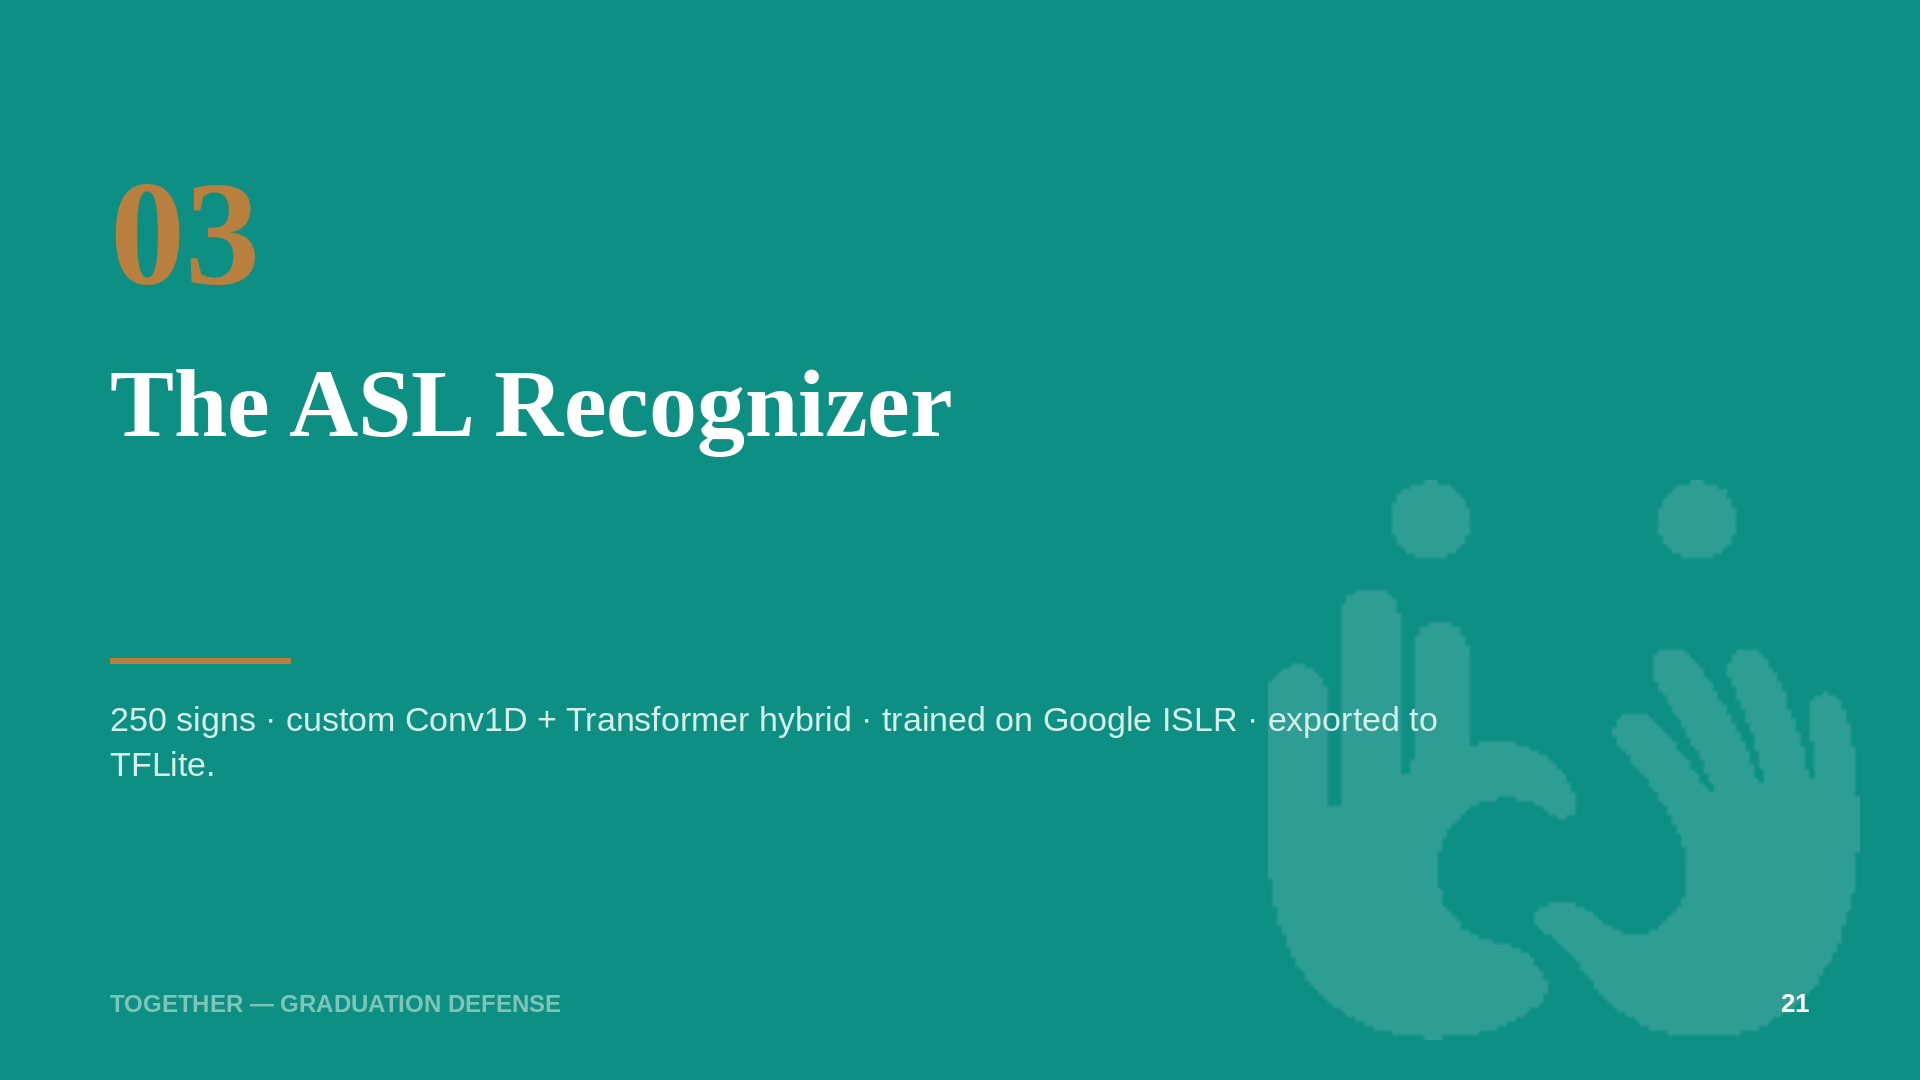 03
The ASL Recognizer
250 signs · custom Conv1D + Transformer hybrid · trained on Google ISLR · exported to
TFLite.
TOGETHER — GRADUATION DEFENSE
21